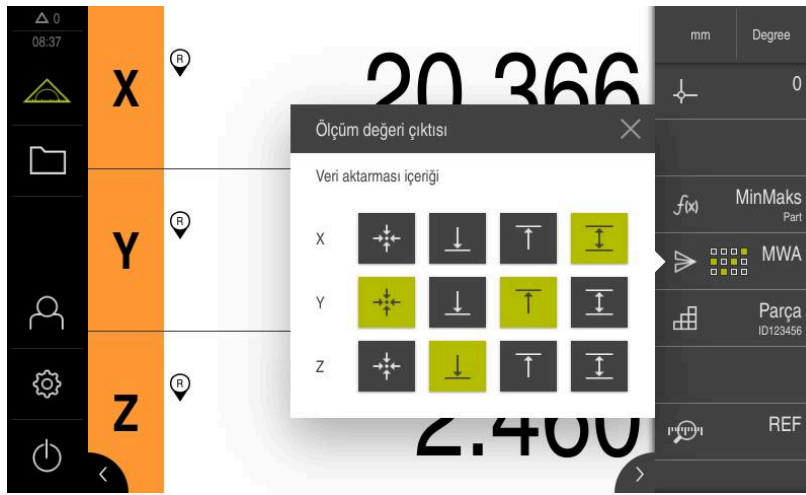 0
08:37
X
R
20.366
Y
R
Z
R
2.460
Ölçüm değeri çıktısı
Veri aktarması içeriği
X
Y
Z
mm
Degree
0
f(x)
MinMaks
Part
MWA
Parça
ID123456
REF